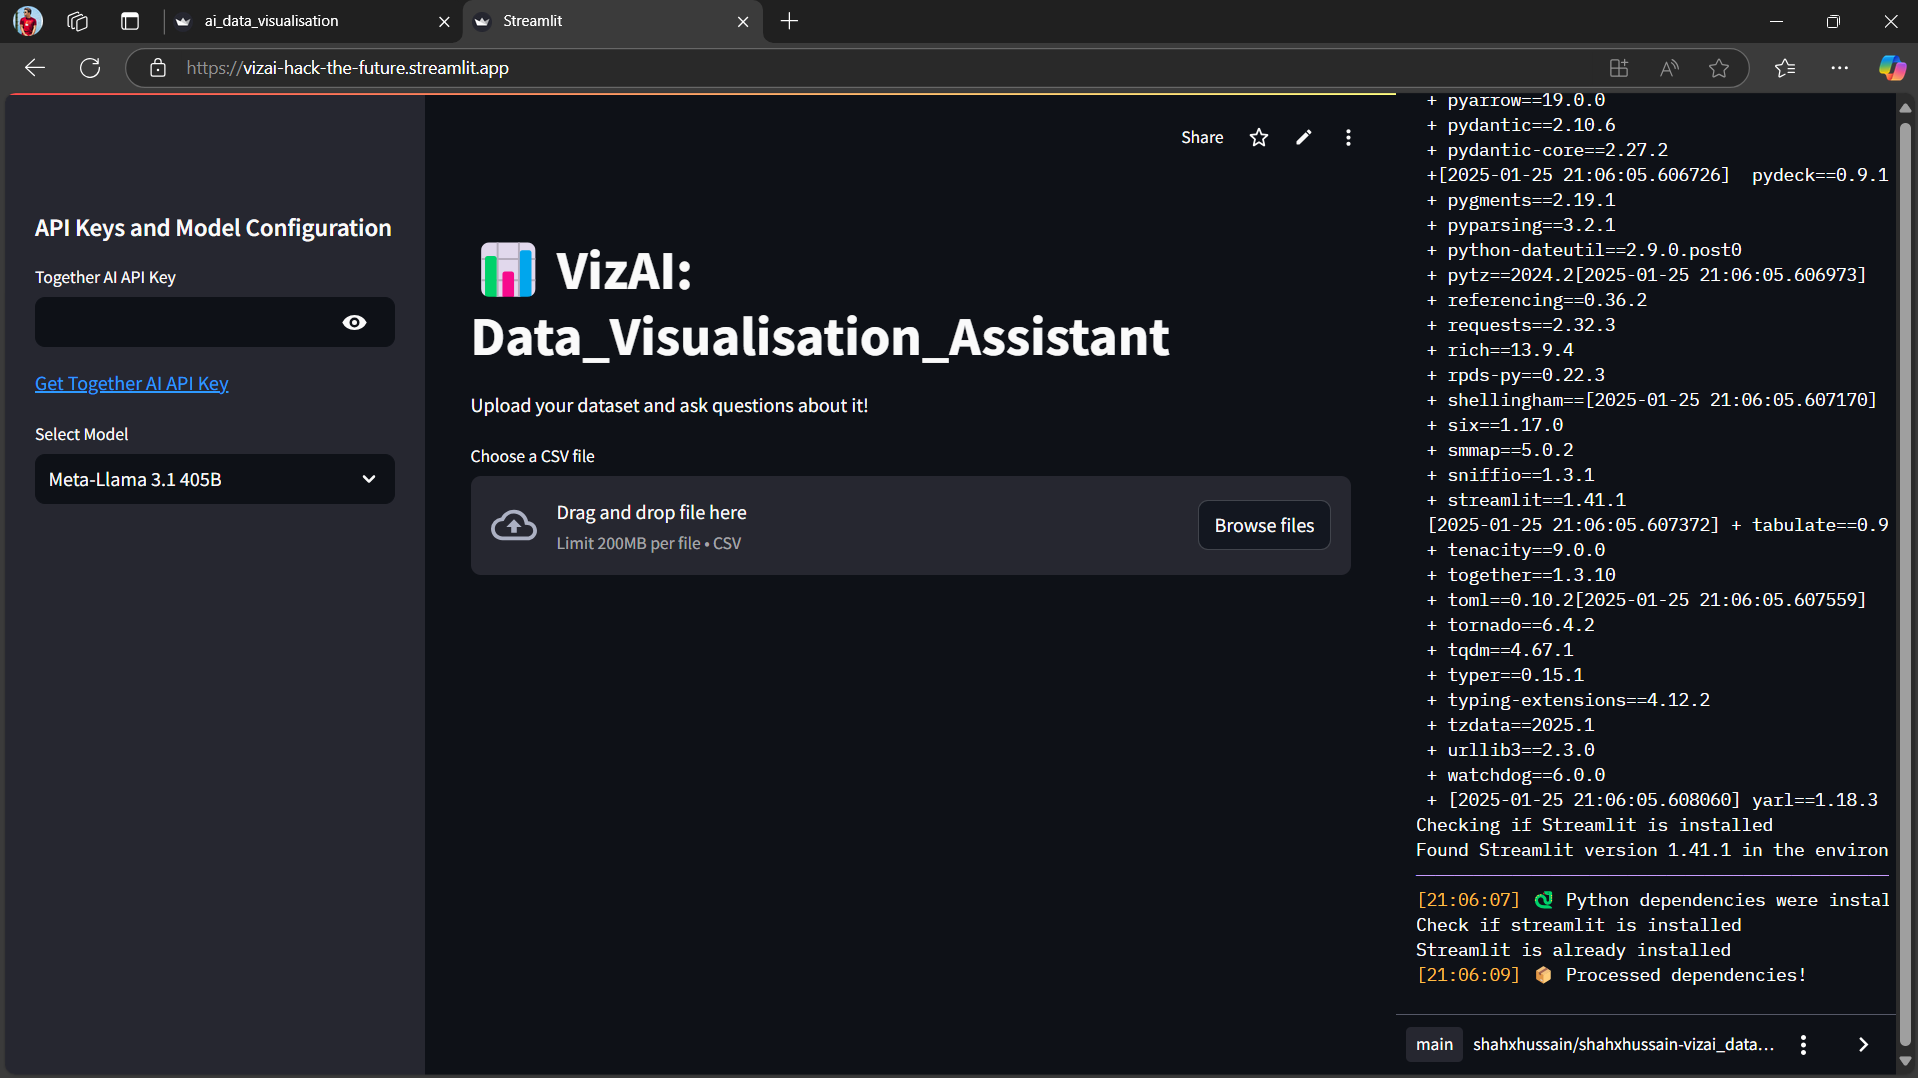 ai_data_visualisation
Streamlit
https://vizai-hack-the-future.streamlit.app
API Keys and Model Configuration
Together AI API Key
Get Together AI API Key
Select Model
Meta-Llama 3.1 405B
Share
VizAI:
Data_Visualisation_Assistant
Upload your dataset and ask questions about it!
Choose a CSV file
Drag and drop file here
Limit 200MB per file • CSV
Browse files
+ pyarrow==19.0.0
+ pydantic==2.10.6
+ pydantic-core==2.27.2
+[2025-01-25 21:06:05.606726]  pydeck==0.9.1
+ pygments==2.19.1
+ pyparsing==3.2.1
+ python-dateutil==2.9.0.post0
+ pytz==2024.2[2025-01-25 21:06:05.606973]
+ referencing==0.36.2
+ requests==2.32.3
+ rich==13.9.4
+ rpds-py==0.22.3
+ shellingham==[2025-01-25 21:06:05.607170]
+ six==1.17.0
+ smmap==5.0.2
+ sniffio==1.3.1
+ streamlit==1.41.1
[2025-01-25 21:06:05.607372] + tabulate==0.9
+ tenacity==9.0.0
+ together==1.3.10
+ toml==0.10.2[2025-01-25 21:06:05.607559]
+ tornado==6.4.2
+ tqdm==4.67.1
+ typer==0.15.1
+ typing-extensions==4.12.2
+ tzdata==2025.1
+ urllib3==2.3.0
+ watchdog==6.0.0
+ [2025-01-25 21:06:05.608060] yarl==1.18.3
Checking if Streamlit is installed
Found Streamlit version 1.41.1 in the environ
[21:06:07] Python dependencies were instal
Check if streamlit is installed
Streamlit is already installed
[21:06:09] Processed dependencies!
main shahxhussain/shahxhussain-vizai_data...